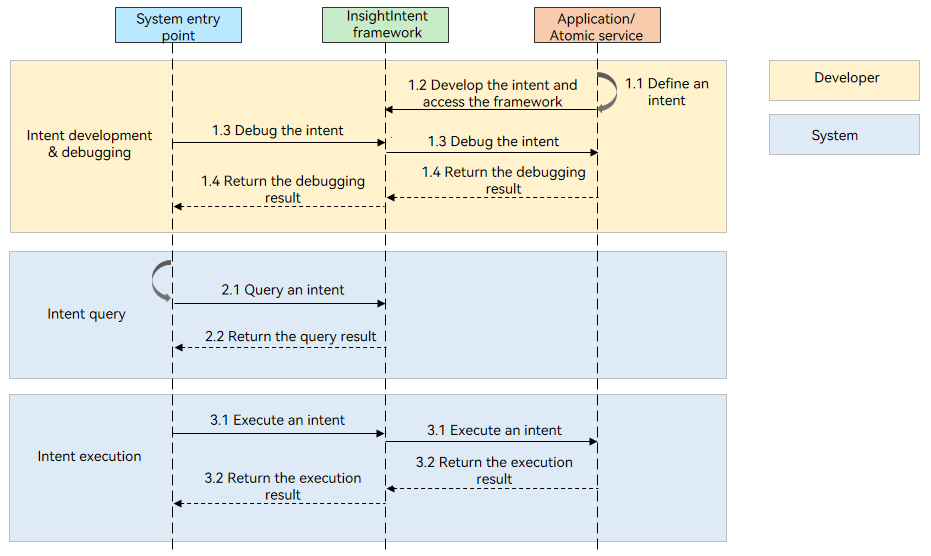 System entry
point
InsightIntent
framework
Application/
Atomic service
Developer
System
Intent development
& debugging
1.1 Define an
intent
1.2 Develop the intent and
access the framework
1.3 Debug the intent
1.3 Debug the intent
1.4 Return the debugging
result
1.4 Return the debugging
result
Intent query
2.1 Query an intent
2.2 Return the query result
Intent execution
3.1 Execute an intent
3.1 Execute an intent
3.2 Return the execution
result
3.2 Return the execution
result